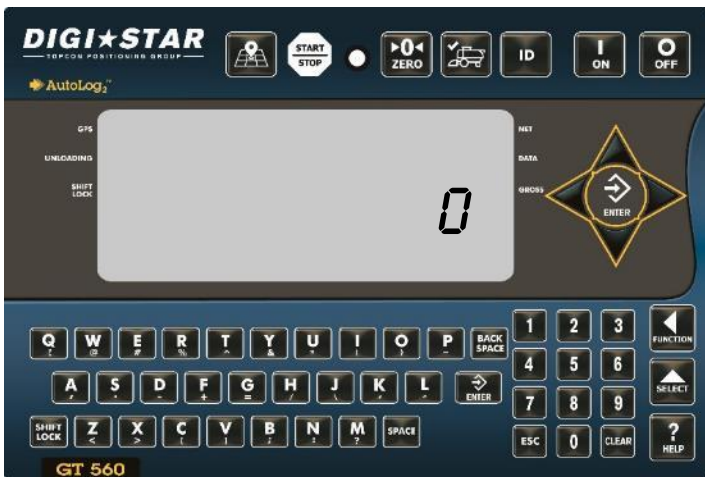 DIGI★STAR
TOPCON POSITIONING GROUP
AutoLog2™
START
STOP
▸0◂
ZERO
ID
I
ON
O
OFF
GPS
UNLOADING
SHIFT
LOCK
0
NET
DATA
GROSS
ENTER
Q W E R T Y U I O P BACK
SPACE
A S D F G H J K L ENTER
SHIFT
LOCK Z X C V B N M SPACE
< > ( ) ?
1 2 3
4 5 6
7 8 9
ESC 0 CLEAR
FUNCTION
SELECT
?
HELP
GT 560